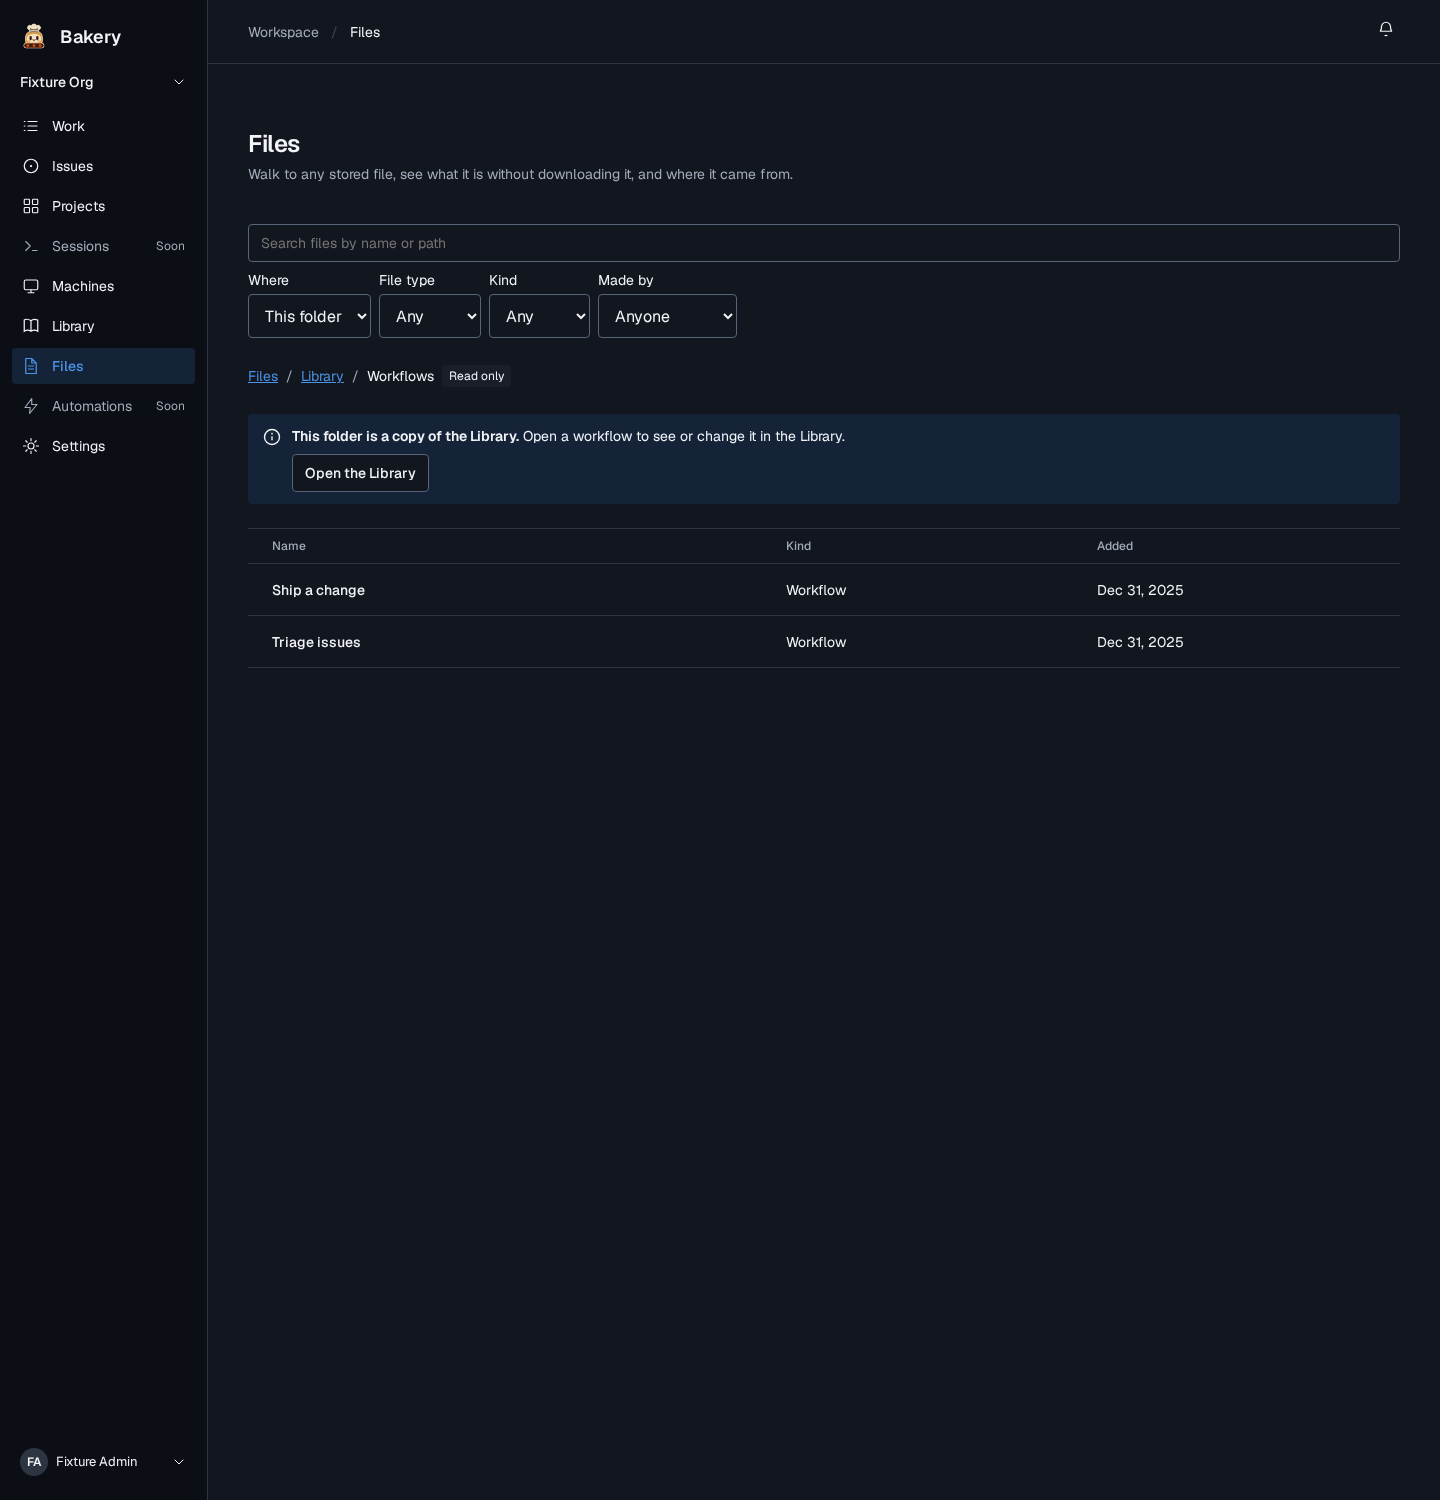 Bakery
Fixture Org
Work
Issues
Projects
Sessions Soon
Machines
Library
Files
Automations Soon
Settings
FA Fixture Admin
Workspace / Files
Files
Walk to any stored file, see what it is without downloading it, and where it came from.
Search files by name or path
Where File type Kind Made by
This folder Any Any Anyone
Files / Library / Workflows Read only
This folder is a copy of the Library. Open a workflow to see or change it in the Library.
Open the Library
Name Kind Added
Ship a change Workflow Dec 31, 2025
Triage issues Workflow Dec 31, 2025